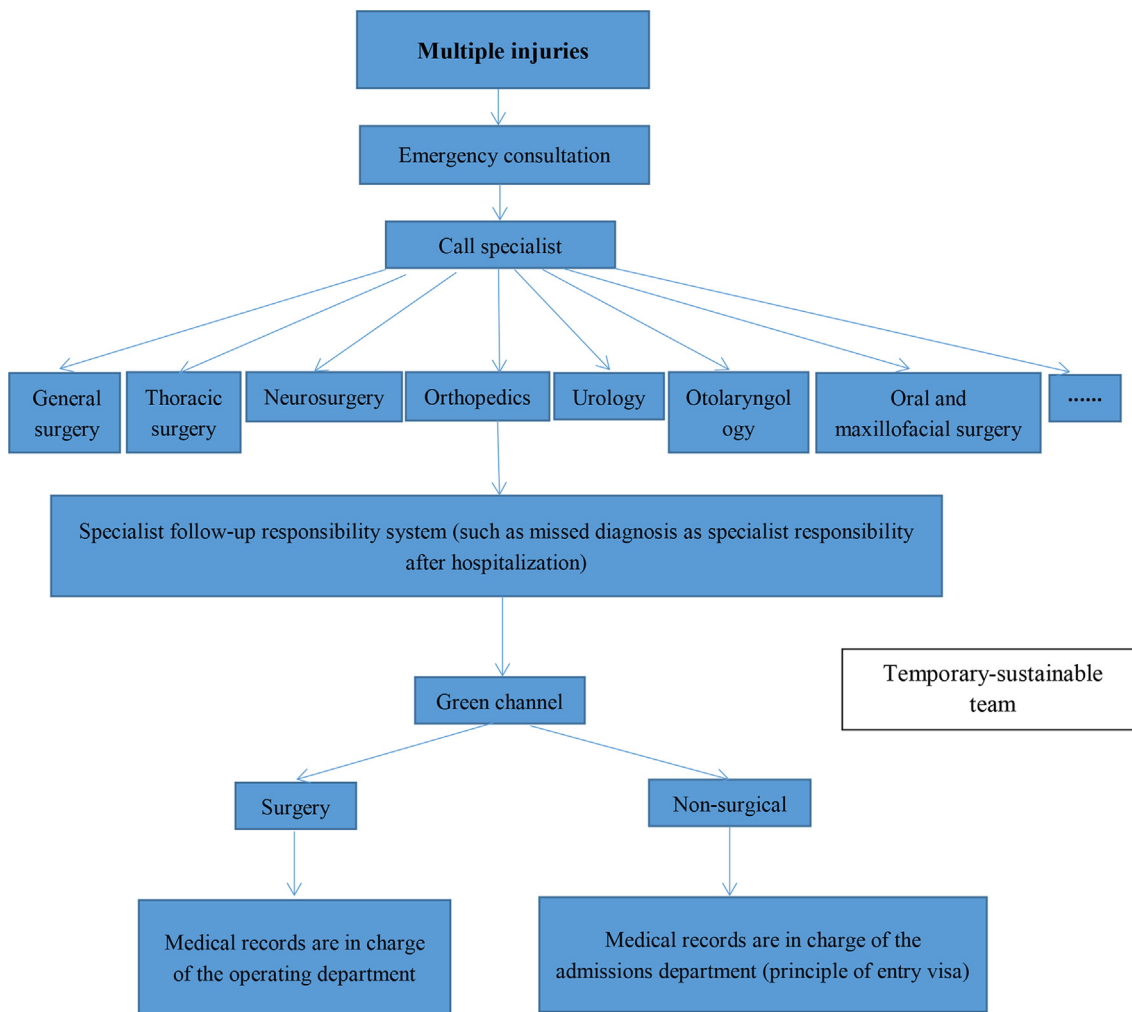 Multiple injuries
Emergency consultation
Call specialist
General
surgery
Thoracic
surgery
Neurosurgery
Orthopedics
Urology
Otolaryngol
ogy
Oral and
maxillofacial surgery
......
Specialist follow-up responsibility system (such as missed diagnosis as specialist responsibility
after hospitalization)
Temporary-sustainable
team
Green channel
Surgery
Non-surgical
Medical records are in charge
of the operating department
Medical records are in charge of the
admissions department (principle of entry visa)